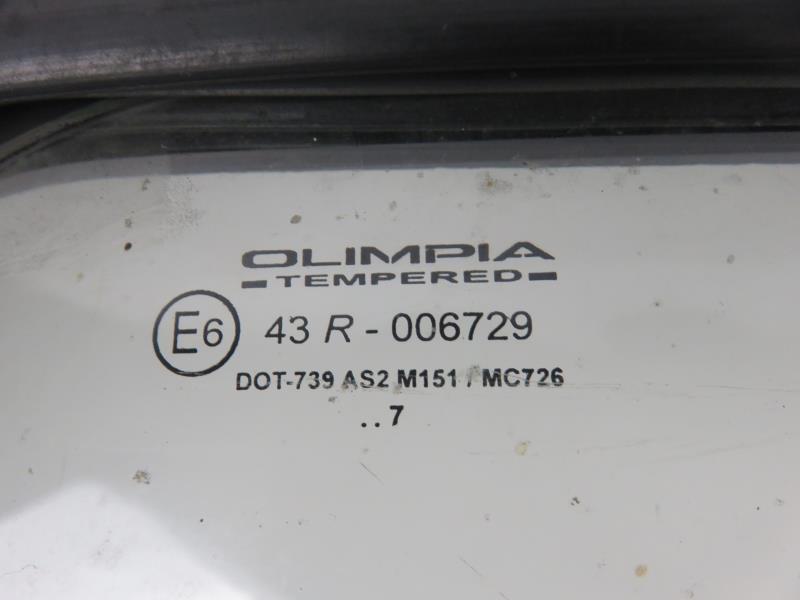 OLIMPIA
TEMPERED
E6 43 R - 006729
DOT-739 AS2 M151 / MC726
..7